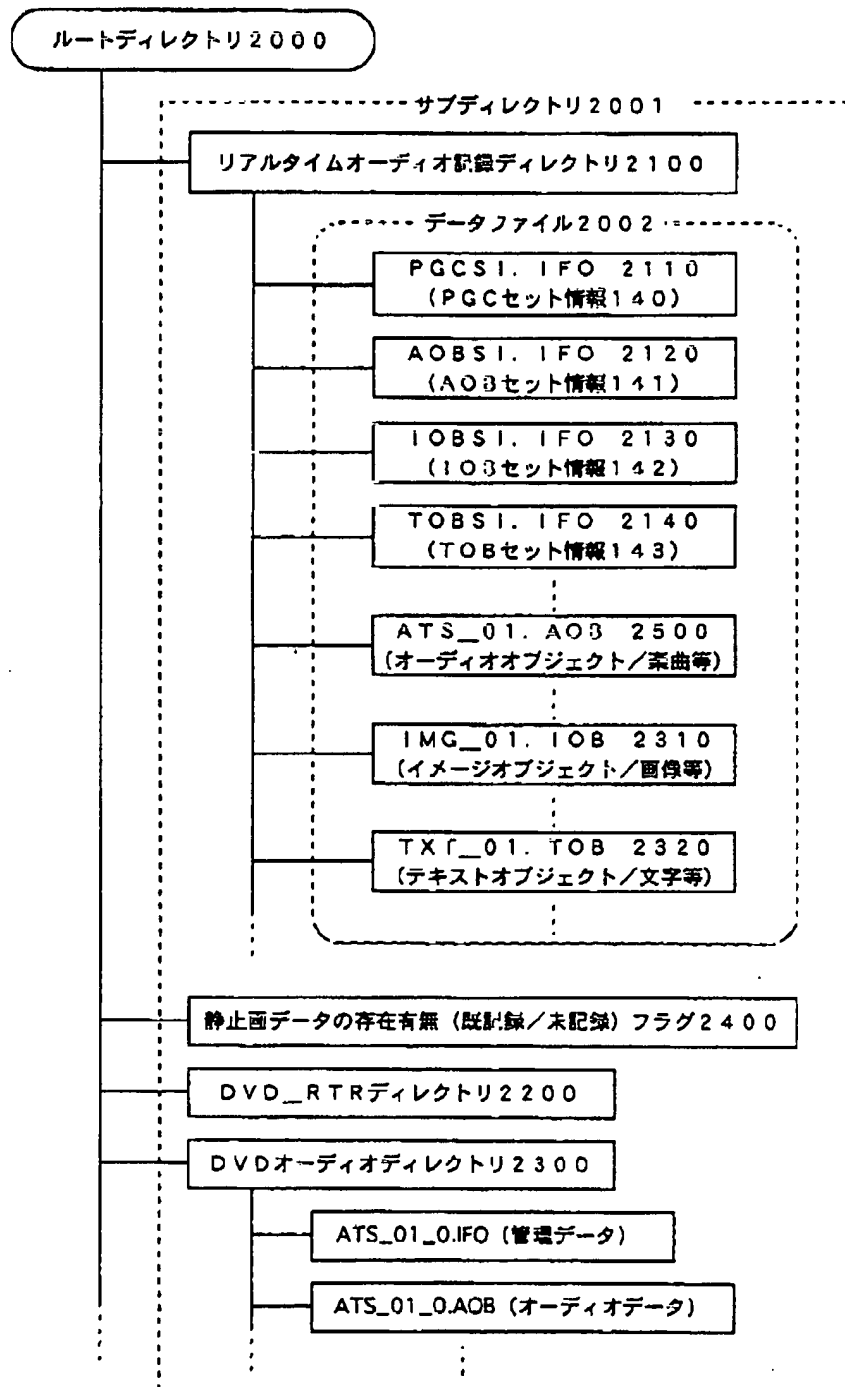 ルートディレクトリ2000
サブディレクトリ2001
リアルタイムオーディオ記録ディレクトリ2100
データファイル2002
PGCSI. IFO 2110
(PGCセット情報140)
AOBSI. IFO 2120
(AOBセット情報141)
IOBSI. IFO 2130
(IOBセット情報142)
TOBSI. IFO 2140
(TOBセット情報143)
ATS_01. AOB 2500
(オーディオオブジェクト/楽曲等)
IMG_01. IOB 2310
(イメージオブジェクト/画像等)
TXT_01. TOB 2320
(テキストオブジェクト/文字等)
静止画データの存在有無(既記録/未記録)フラグ2400
DVD_RTRディレクトリ2200
DVDオーディオディレクトリ2300
ATS_01_0.IFO(管理データ)
ATS_01_0.AOB(オーディオデータ)